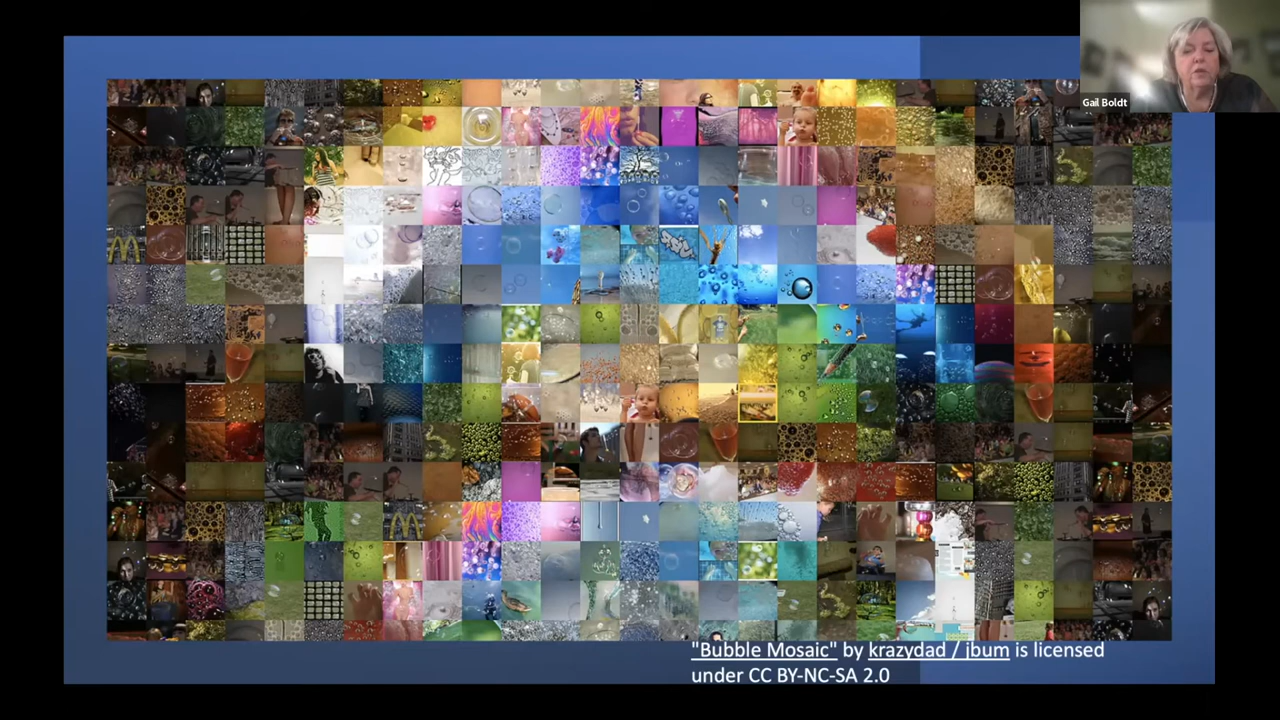 Gail Boldt
"Bubble Mosaic" by krazydad / jbum is licensed
under CC BY-NC-SA 2.0